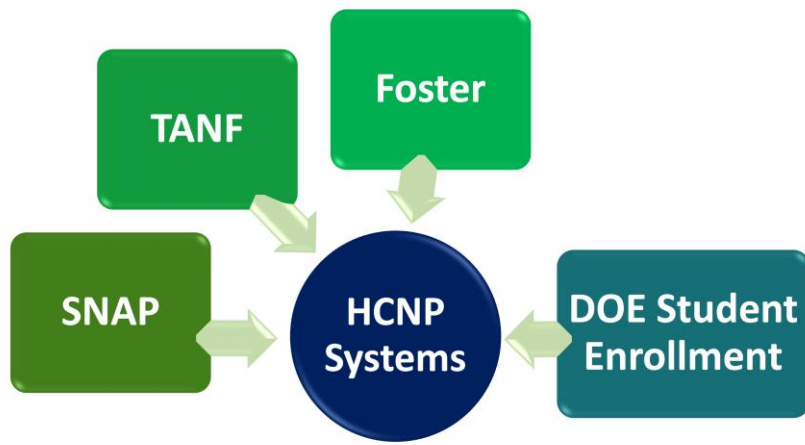 Foster
TANF
SNAP
HCNP
Systems
DOE Student
Enrollment